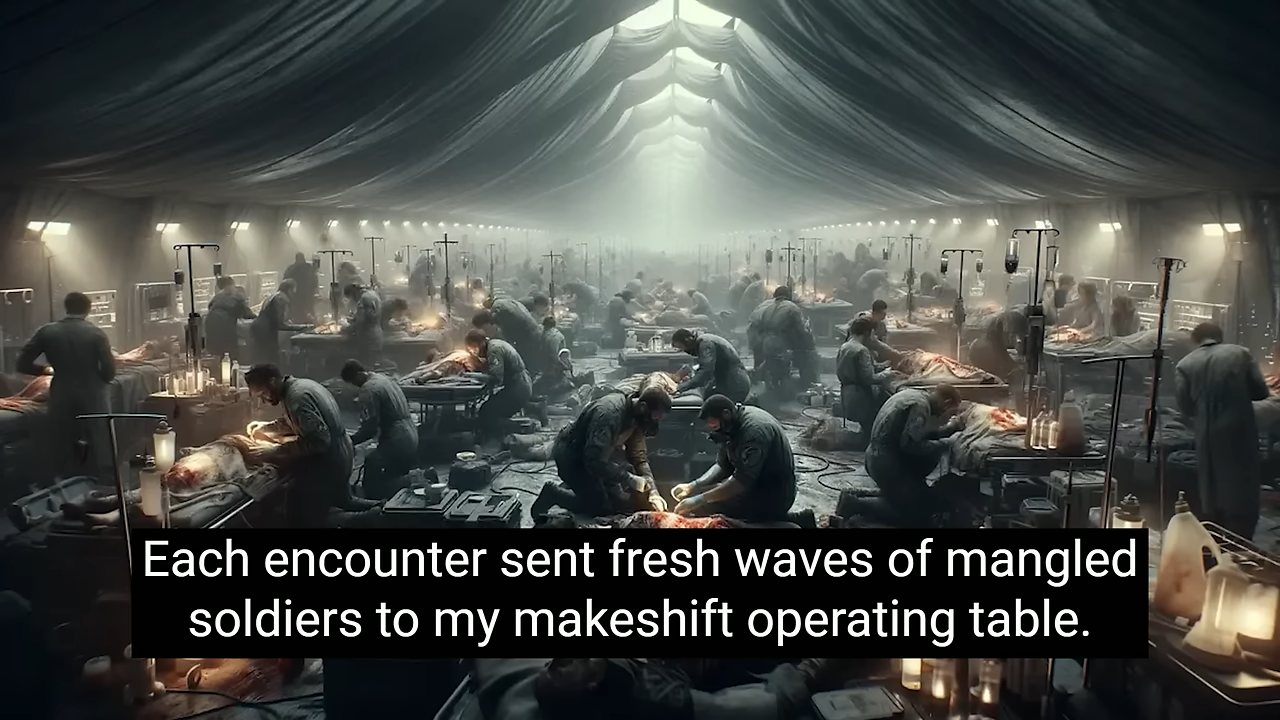 Each encounter sent fresh waves of mangled
soldiers to my makeshift operating table.